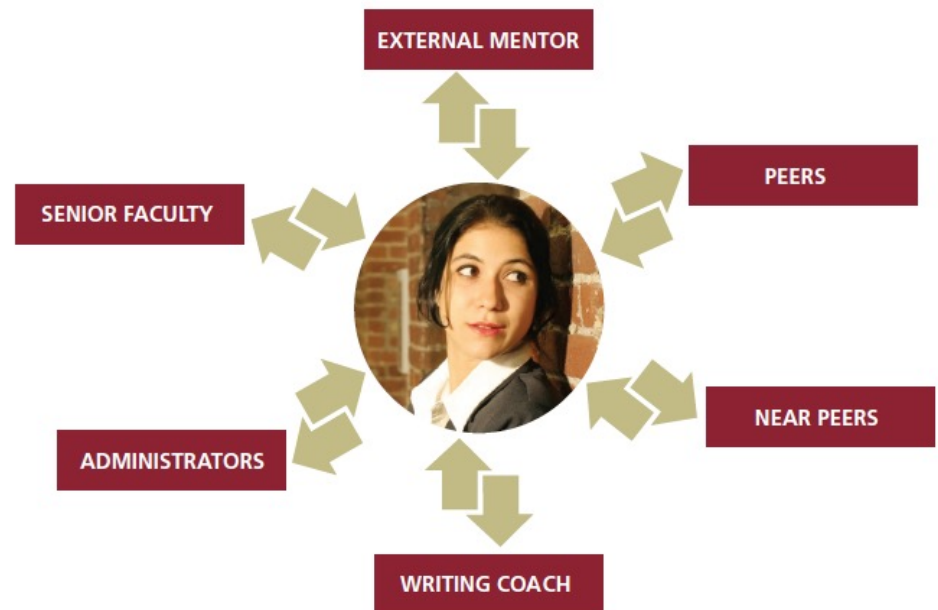 EXTERNAL MENTOR
PEERS
SENIOR FACULTY
NEAR PEERS
ADMINISTRATORS
WRITING COACH